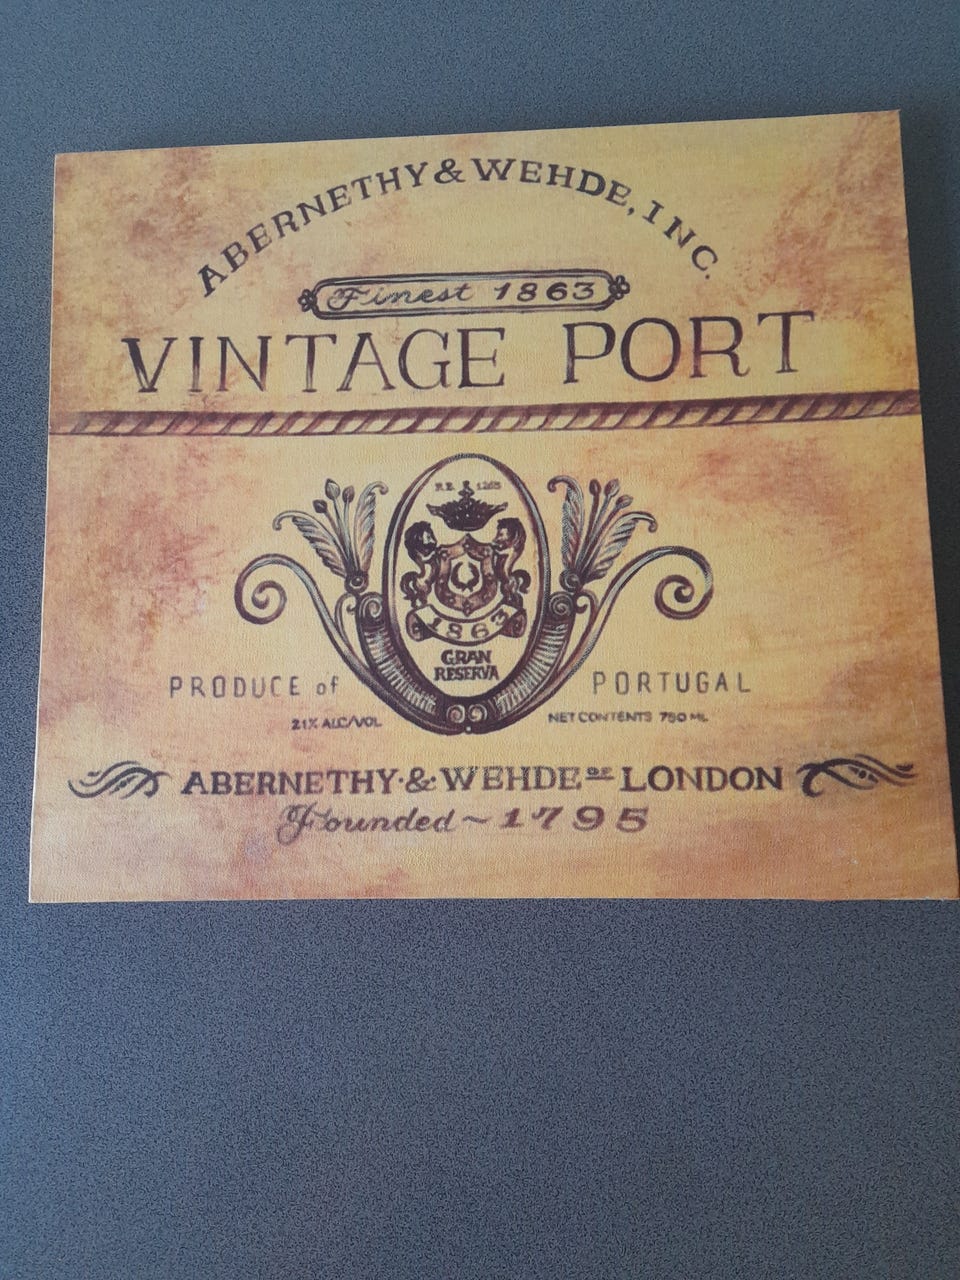 ABERNETHY & WEHDE, INC.
Finest 1863
VINTAGE PORT
1863
GRAN
RESERVA
PRODUCE of PORTUGAL
21% ALC/VOL NET CONTENTS 750 ML
ABERNETHY·&·WEHDE OF LONDON
Founded ~ 1795